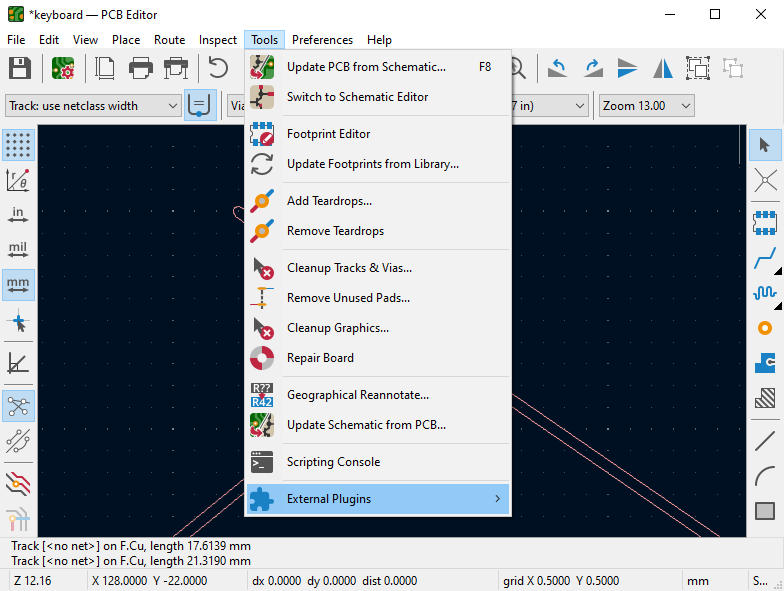 *keyboard — PCB Editor
File Edit View Place Route Inspect Tools Preferences Help
Track: use netclass width
Zoom 13.00
Update PCB from Schematic... F8
Switch to Schematic Editor
Footprint Editor
Update Footprints from Library...
Add Teardrops...
Remove Teardrops
Cleanup Tracks & Vias...
Remove Unused Pads...
Cleanup Graphics...
Repair Board
R??
R42
Geographical Reannotate...
Update Schematic from PCB...
Scripting Console
External Plugins
in
mil
mm
Track [<no net>] on F.Cu, length 17.6139 mm
Track [<no net>] on F.Cu, length 21.3190 mm
Z 12.16 X 128.0000 Y -22.0000 dx 0.0000 dy 0.0000 dist 0.0000 grid X 0.5000 Y 0.5000 mm S...